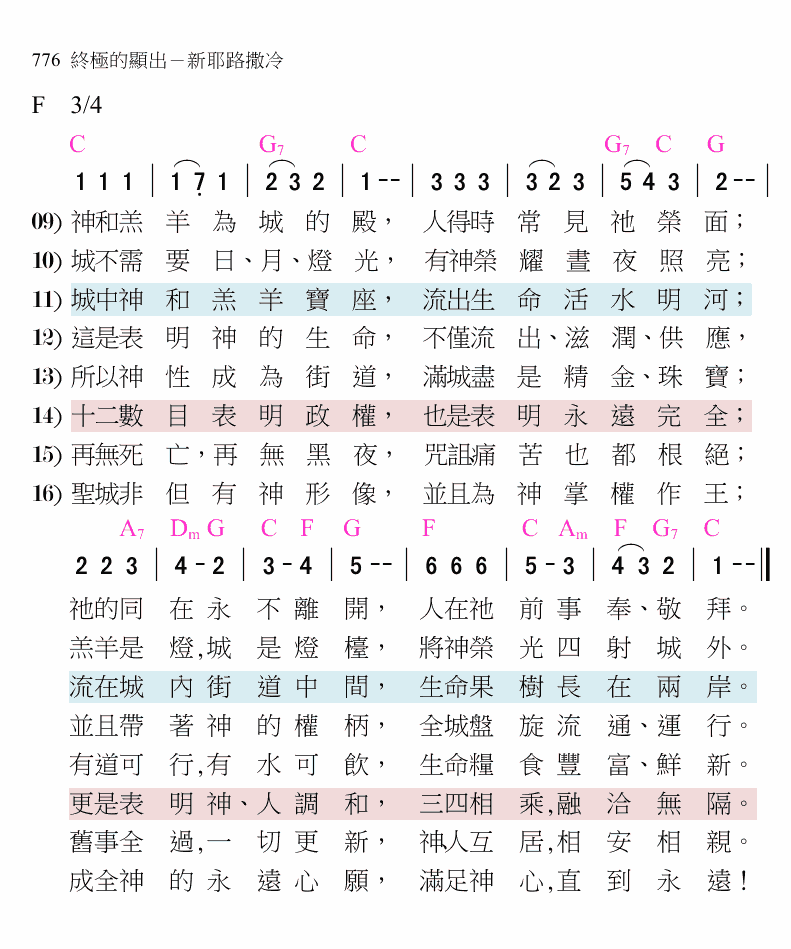 776 終極的顯出－新耶路撒冷
F 3/4
C G7 C G7 C G
1 1 1 | 1 7̣ 1 | 2 3 2 | 1 - - | 3 3 3 | 3 2 3 | 5 4 3 | 2 - - |
09) 神和羔羊為城的殿，人得時常見祂榮面；
10) 城不需要日、月、燈光，有神榮耀晝夜照亮；
11) 城中神和羔羊寶座，流出生命活水明河；
12) 這是表明神的生命，不僅流出、滋潤、供應，
13) 所以神性成為街道，滿城盡是精金、珠寶；
14) 十二數目表明政權，也是表明永遠完全；
15) 再無死亡，再無黑夜，咒詛痛苦也都根絕；
16) 聖城非但有神形像，並且為神掌權作王；
A7 Dm G C F G F C Am F G7 C
2 2 3 | 4 - 2 | 3 - 4 | 5 - - | 6 6 6 | 5 - 3 | 4 3 2 | 1 - - ‖
祂的同在永不離開，人在祂前事奉、敬拜。
羔羊是燈，城是燈檯，將神榮光四射城外。
流在城內街道中間，生命果樹長在兩岸。
並且帶著神的權柄，全城盤旋流通、運行。
有道可行，有水可飲，生命糧食豐富、鮮新。
更是表明神、人調和，三四相乘，融洽無隔。
舊事全過，一切更新，神人互居，相安相親。
成全神的永遠心願，滿足神心，直到永遠！